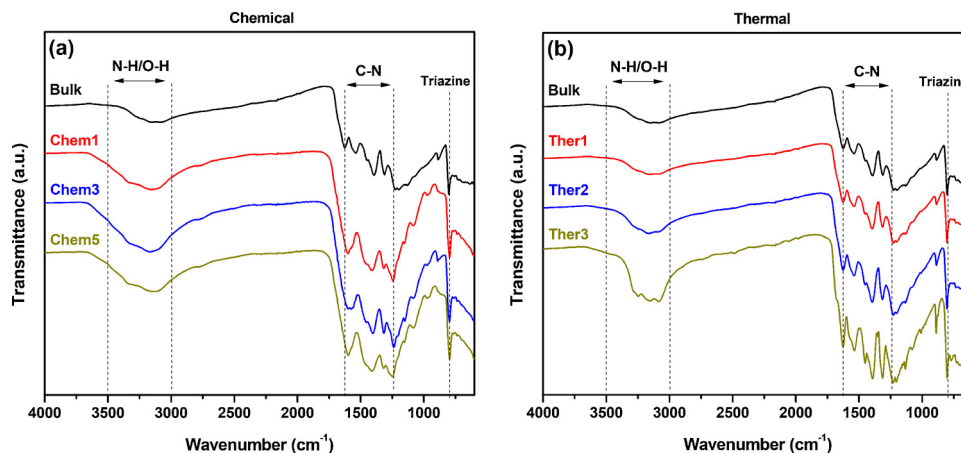 Chemical
(a)
N-H/O-H
C-N
Triazine
Bulk
Chem1
Chem3
Chem5
Transmittance (a.u.)
4000 3500 3000 2500 2000 1500 1000
Wavenumber (cm-1)
Thermal
(b)
N-H/O-H
C-N
Triazin
Bulk
Ther1
Ther2
Ther3
Transmittance (a.u.)
4000 3500 3000 2500 2000 1500 1000
Wavenumber (cm-1)